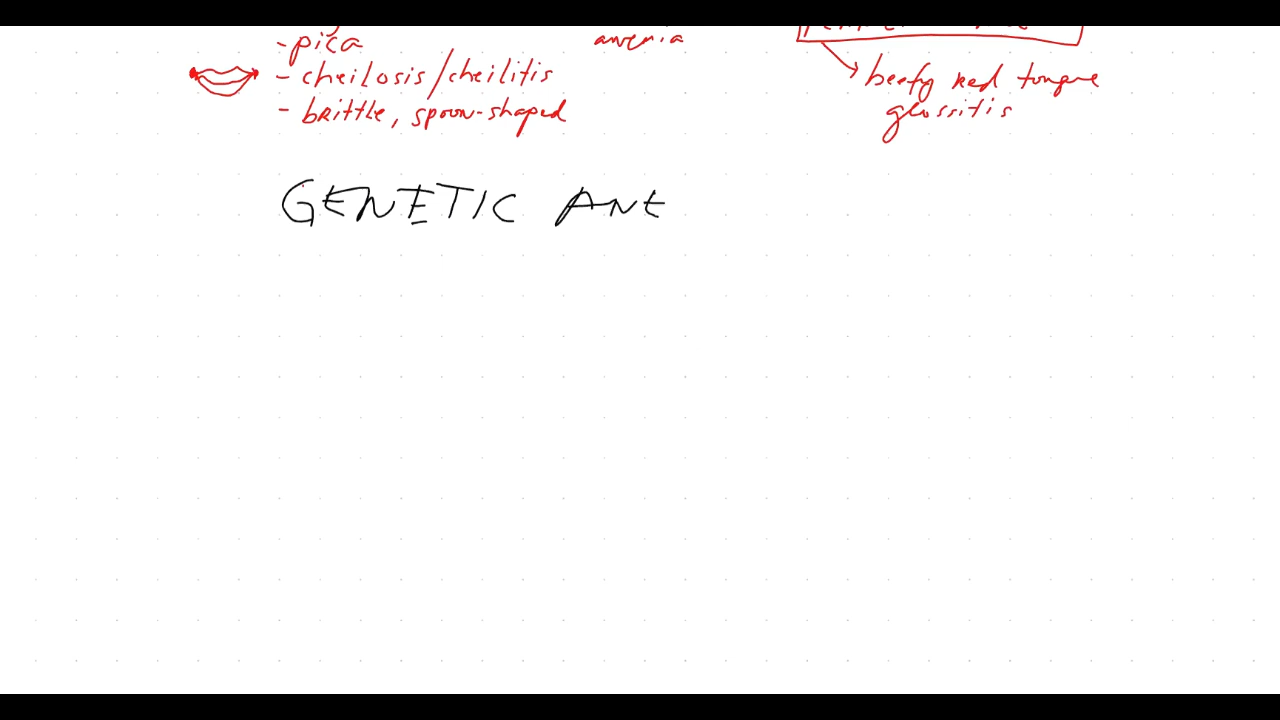 -pica
anemia
- cheilosis/cheilitis
beefy red tongue
- brittle, spoon-shaped
glossitis
GENETIC ANE